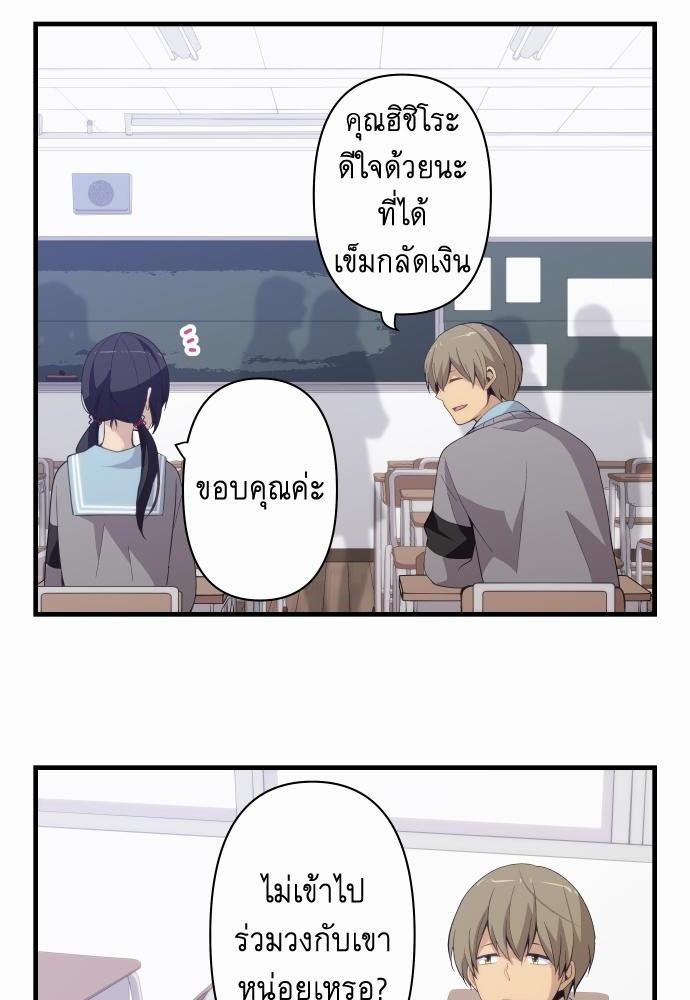 คุณฮิชิโระ
ดีใจด้วยนะ
ที่ได้
เข็มกลัดเงิน
ขอบคุณค่ะ
ไม่เข้าไป
ร่วมวงกับเขา
หน่อยเหรอ?